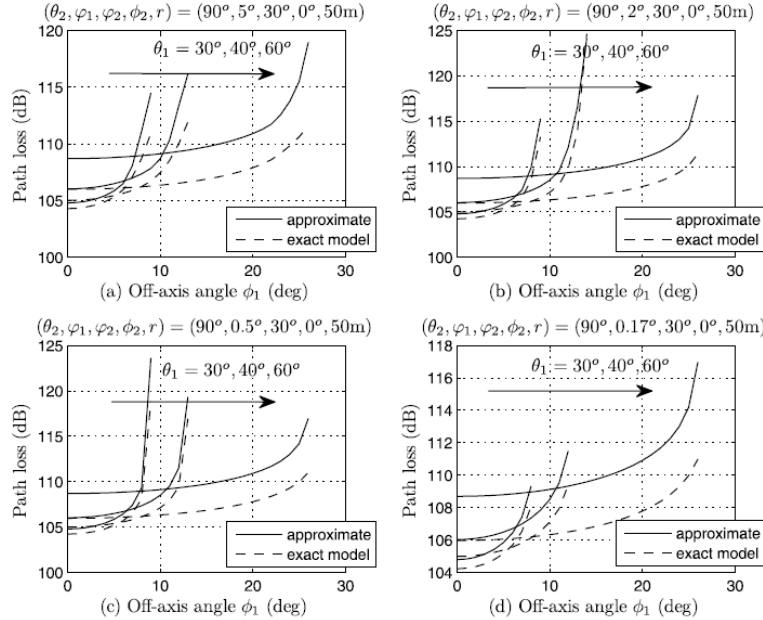 (θ₂, φ₁, φ₂, ϕ₂, r) = (90°, 5°, 30°, 0°, 50m)
120
θ₁ = 30°, 40°, 60°
115
110
105
100
Path loss (dB)
approximate
exact model
0 10 20 30
(a) Off-axis angle ϕ₁ (deg)
(θ₂, φ₁, φ₂, ϕ₂, r) = (90°, 2°, 30°, 0°, 50m)
125
θ₁ = 30°, 40°, 60°
120
115
110
105
100
Path loss (dB)
approximate
exact model
0 10 20 30
(b) Off-axis angle ϕ₁ (deg)
(θ₂, φ₁, φ₂, ϕ₂, r) = (90°, 0.5°, 30°, 0°, 50m)
125
θ₁ = 30°, 40°, 60°
120
115
110
105
100
Path loss (dB)
approximate
exact model
0 10 20 30
(c) Off-axis angle ϕ₁ (deg)
(θ₂, φ₁, φ₂, ϕ₂, r) = (90°, 0.17°, 30°, 0°, 50m)
118
θ₁ = 30°, 40°, 60°
116
114
112
110
108
106
104
Path loss (dB)
approximate
exact model
0 10 20 30
(d) Off-axis angle ϕ₁ (deg)